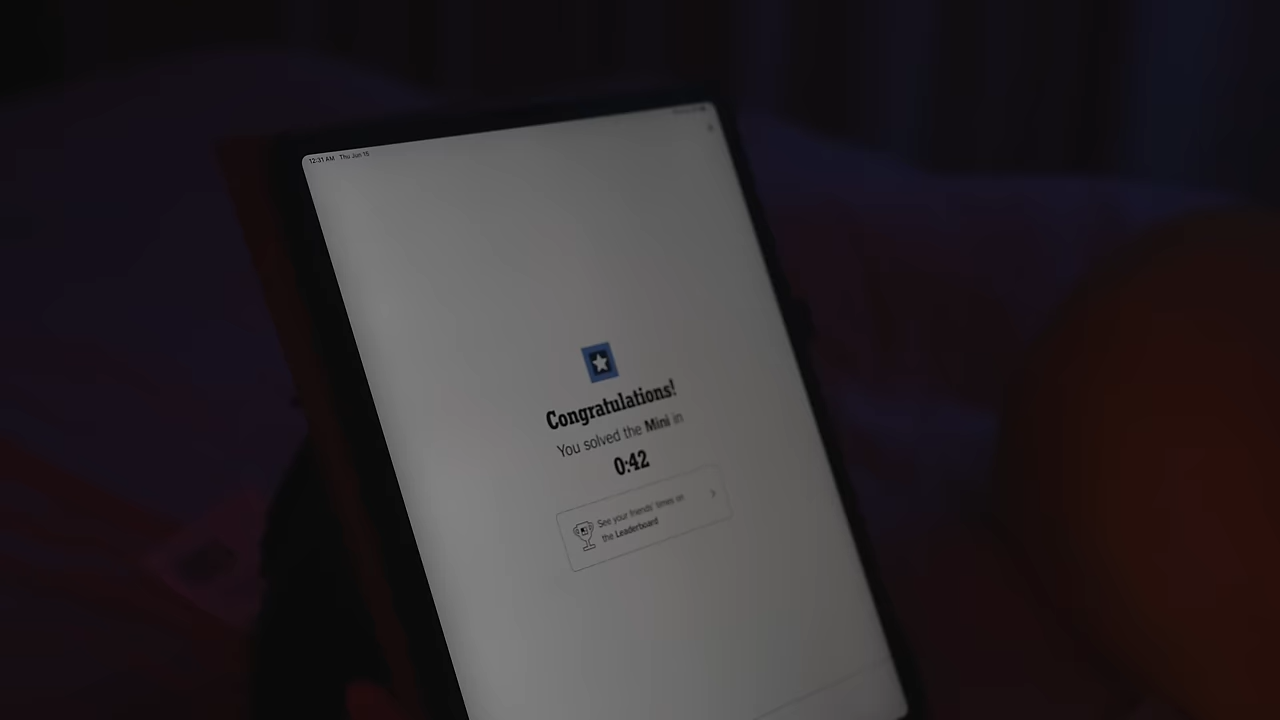 12:31 AM Thu Jun 15
Congratulations!
You solved the Mini in
0:42
See your friends' times on
the Leaderboard